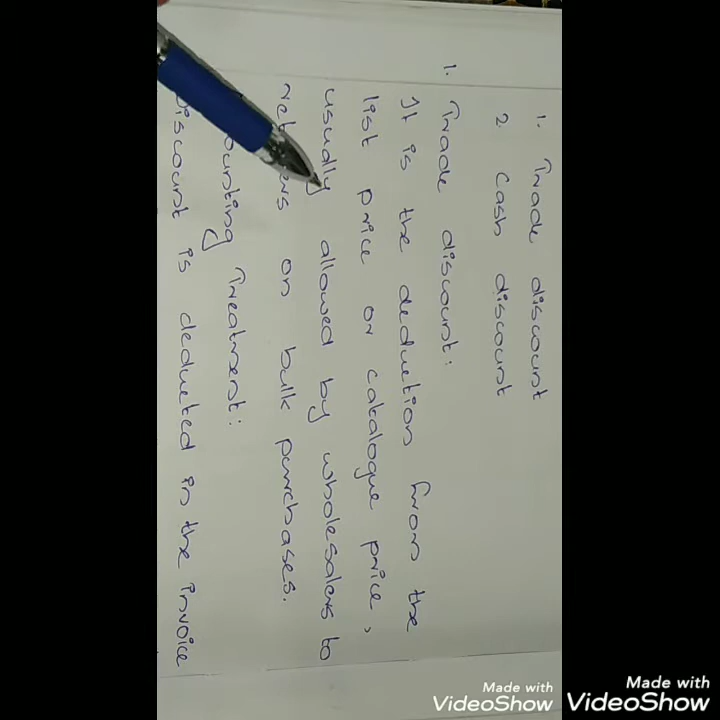 1. Trade discount
2 cash discount
1. Trade discount:
It is the deduction from the
list price or catalogue price,
usually allowed by wholesalers to
on bulk purchases.
Treatment:
Discount is deducted in the invoice
Made with
VideoShow
Made with
VideoShow